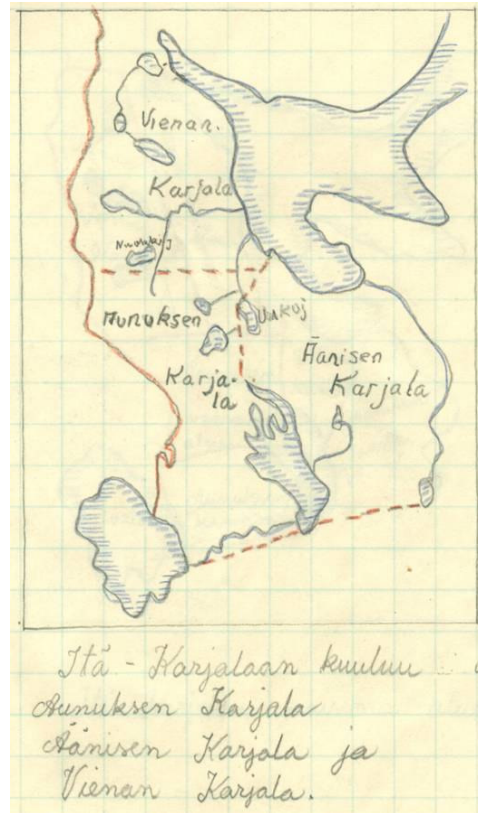 Vienan.
Karjala
Aunuksen
Karja-
la
Äänisen
Karjala
Itä - Karjalaan kuuluu
Aunuksen Karjala
Äänisen Karjala ja
Vienan Karjala.